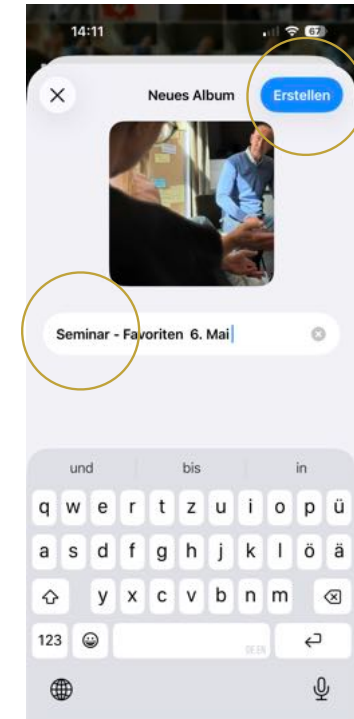 14:11
67
Neues Album
Erstellen
Seminar - Favoriten 6. Mai
und bis in
q w e r t z u i o p ü
a s d f g h j k l ö ä
y x c v b n m
123
DE EN